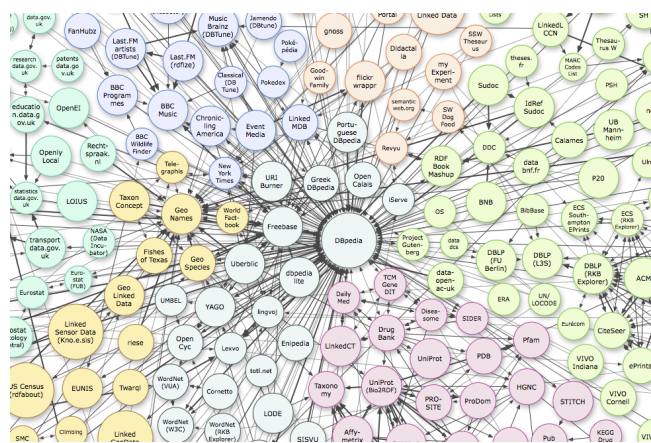 data.gov.uk
FanHubz
Music
Brainz
(DBTune)
Jamendo
(DBtune)
Portal
Linked Data
Lists
LinkedL
CCN
Thesau-
rus W
SH
Last.FM
artists
(DBTune)
Last.FM
(rdfize)
Poké-
pédia
gnoss
Didactal
ia
SSW
Thesaur
us
theses.
fr
MARC
Codes
List
research
data.gov.
uk
patents
data.go
v.uk
BBC
Program
mes
Classical
(DB
Tune)
Pokedex
Good-
win
Family
flickr
wrappr
my
Experi-
ment
Sudoc
PSH
education.data.g
ov.uk
OpenEI
BBC
Music
Chronic-
ling
America
Event
Media
Linked
MDB
Portu-
guese
DBpedia
semantic
web.org
SW
Dog
Food
IdRef
Sudoc
UB
Mann-
heim
Openly
Local
Recht-
spraak.
nl
BBC
Wildlife
Finder
Tele-
graphis
New
York
Times
URI
Burner
Greek
DBpedia
Open
Calais
Revyu
RDF
Book
Mashup
DDC
Calames
data
bnf.fr
Ulm
statistics
data.gov.
uk
LOIUS
Taxon
Concept
Geo
Names
World
Fact-
book
Freebase
DBpedia
iServe
OS
BNB
BibBase
P20
ECS
South-
ampton
EPrints
ECS
(RKB
Explorer)
transport
data.gov.
uk
NASA
(Data
Incu-
bator)
Fishes
of Texas
Geo
Species
Uberblic
dbpedia
lite
Project
Guten-
berg
data
dcs
data-
open-
ac-uk
DBLP
(FU
Berlin)
DBLP
(L3S)
DBLP
(RKB
Explorer)
ACM
Eurostat
Euro-
stat
(FUB)
Geo
Linked
Data
UMBEL
YAGO
lingvoj
Daily
Med
TCM
Gene
DIT
Disea-
some
SIDER
ERA
UN/
LOCODE
Eurécom
CiteSeer
Linked
Sensor Data
(Kno.e.sis)
riese
Open
Cyc
Lexvo
Enipedia
LinkedCT
Drug
Bank
UniProt
PDB
Pfam
VIVO
Indiana
ePrints
US Census
(rdfabout)
EUNIS
Twarql
WordNet
(VUA)
Cornetto
totl.net
Taxono
my
UniProt
(Bio2RDF)
PRO-
SITE
ProDom
HGNC
STITCH
VIVO
Cornell
SMC
Climbing
Linked
WordNet
(W3C)
WordNet
(RKB
Explorer)
LODE
SISVU
Affy-
metrix
Pub
KEGG
Drug